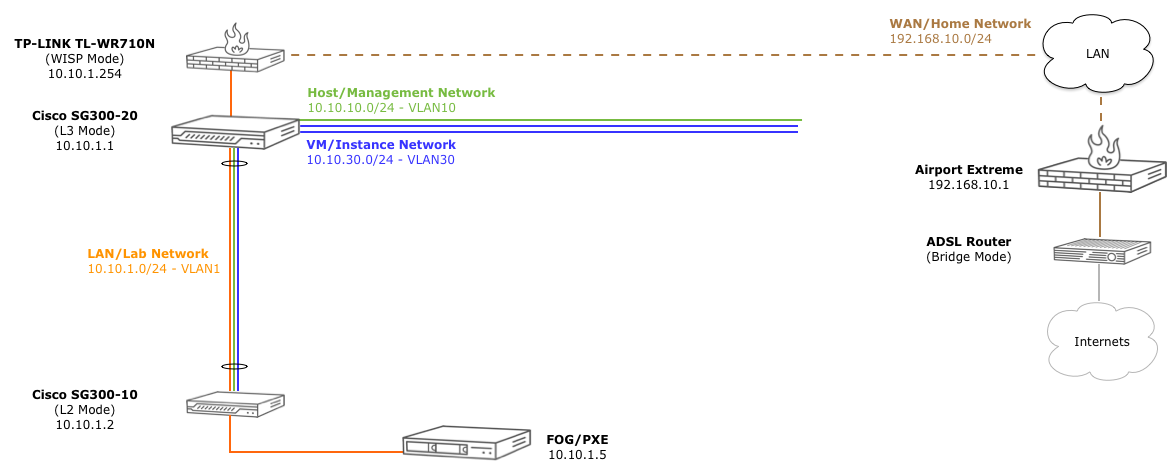 WAN/Home Network
192.168.10.0/24
TP-LINK TL-WR710N
(WISP Mode)
10.10.1.254
LAN
Host/Management Network
10.10.10.0/24 - VLAN10
Cisco SG300-20
(L3 Mode)
10.10.1.1
VM/Instance Network
10.10.30.0/24 - VLAN30
Airport Extreme
192.168.10.1
ADSL Router
(Bridge Mode)
LAN/Lab Network
10.10.1.0/24 - VLAN1
Internets
Cisco SG300-10
(L2 Mode)
10.10.1.2
FOG/PXE
10.10.1.5